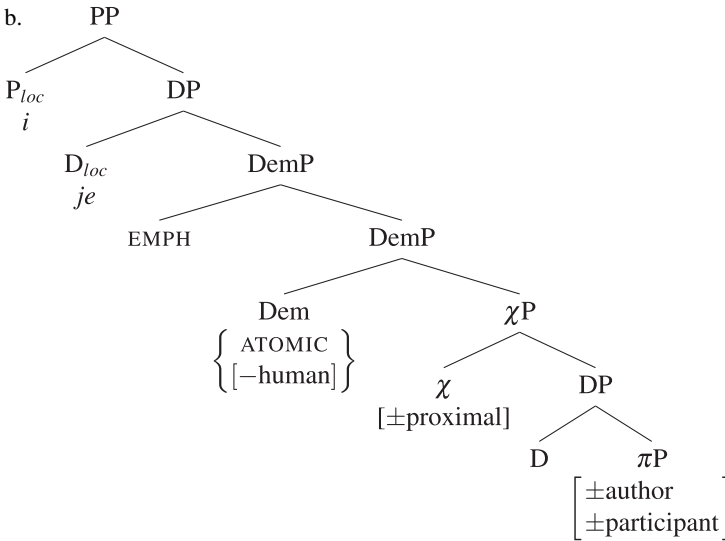 b. PP
P_loc DP
i
D_loc DemP
je
EMPH DemP
Dem χP
{ ATOMIC
[−human] }
χ DP
[±proximal]
D πP
[ ±author
±participant ]